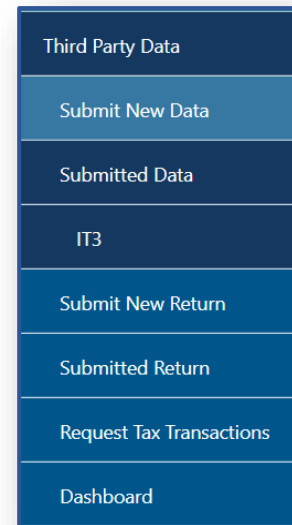 Third Party Data
Submit New Data
Submitted Data
IT3
Submit New Return
Submitted Return
Request Tax Transactions
Dashboard